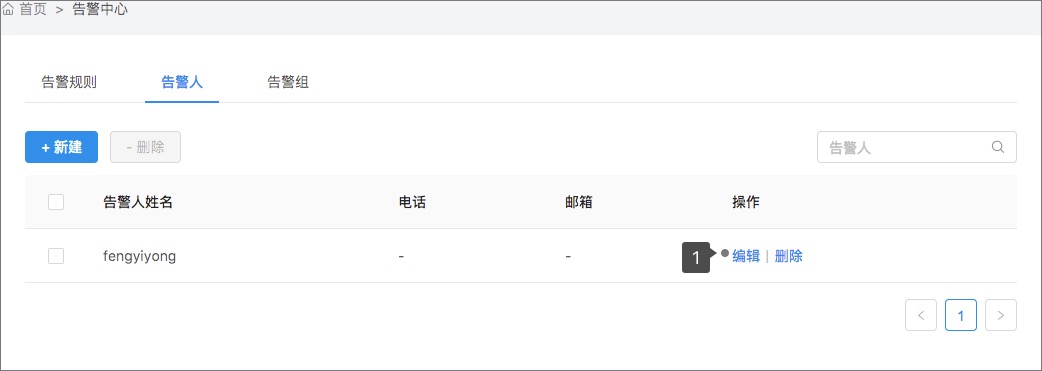 首页 > 告警中心
告警规则 告警人 告警组
+ 新建 - 删除 告警人
告警人姓名 电话 邮箱 操作
fengyiyong - - 1 编辑 | 删除
< 1 >